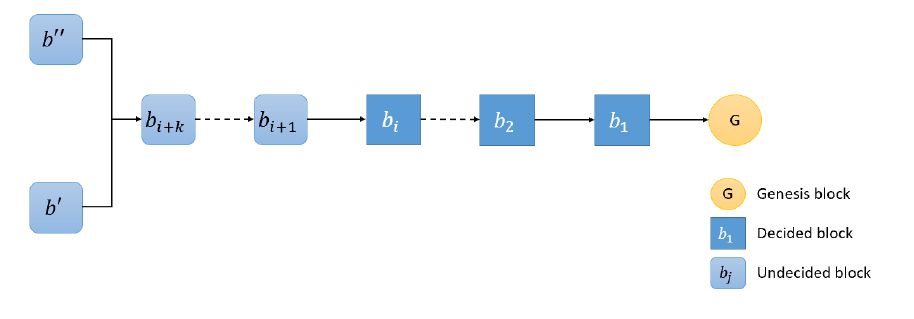 b″
b_{i+k} b_{i+1} b_i b_2 b_1 G
b′
G Genesis block
b_1 Decided block
b_j Undecided block